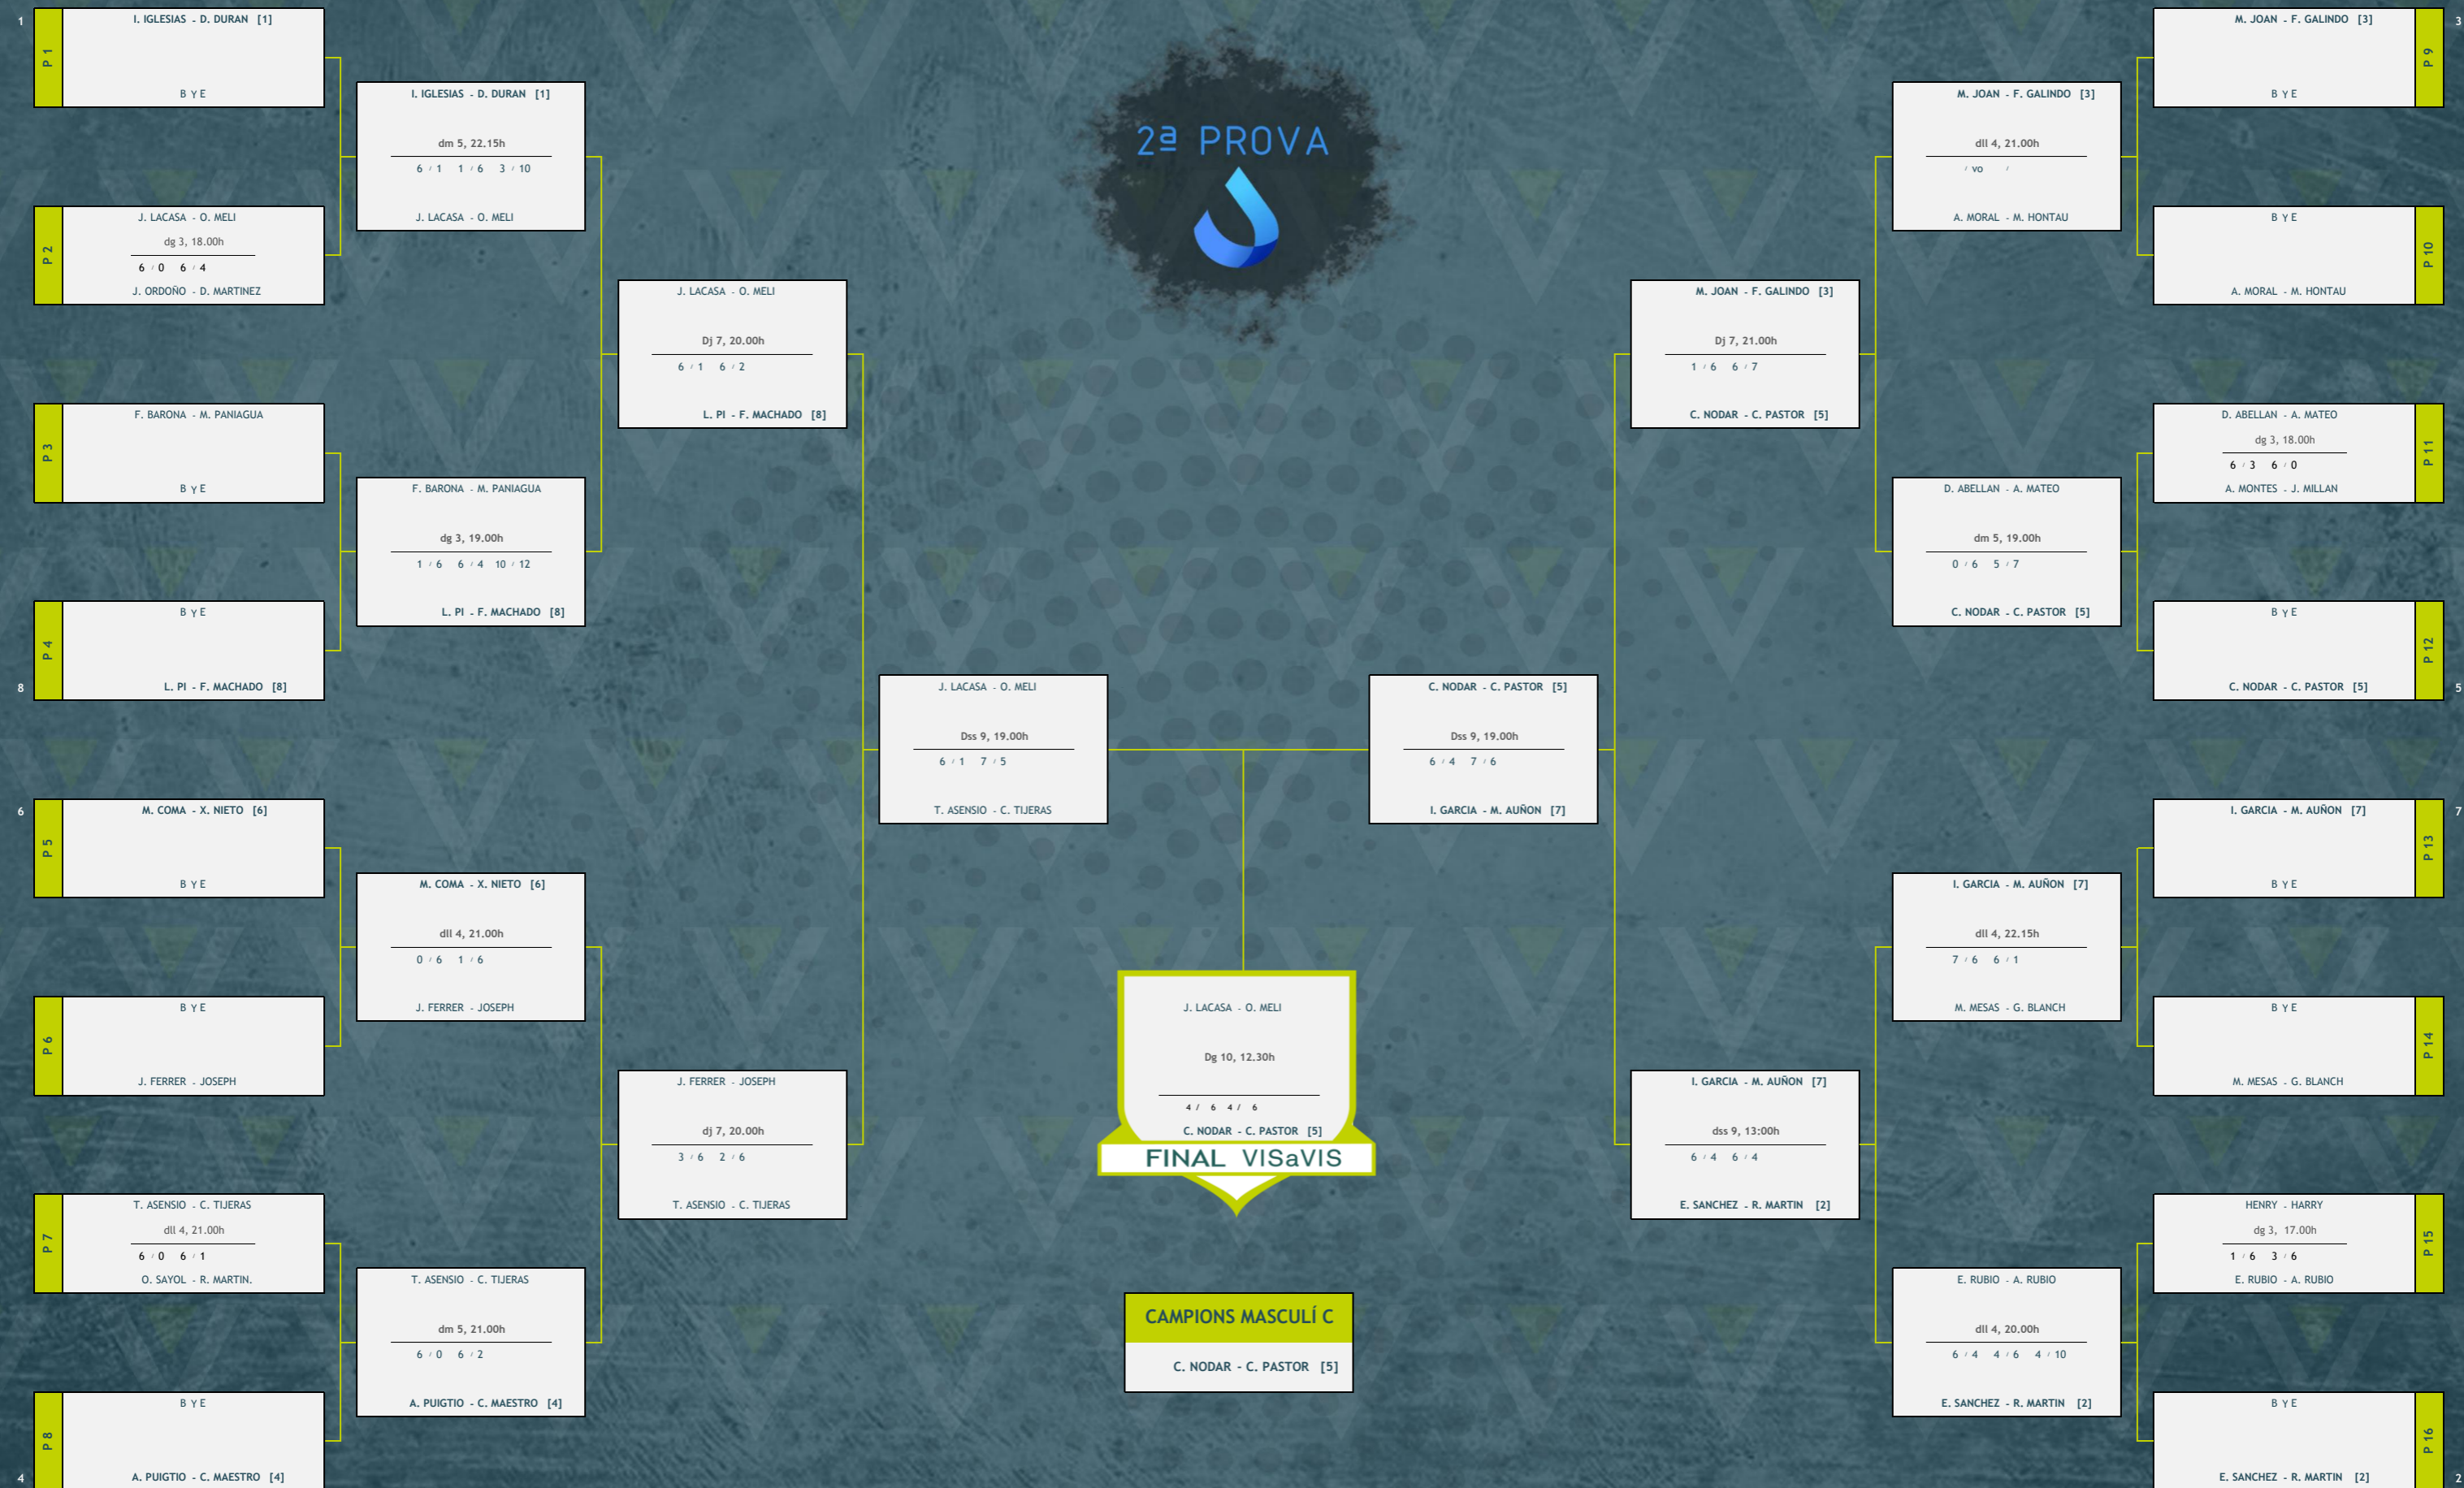 1
P 1
I. IGLESIAS - D. DURAN [1]
B Y E
P 2
J. LACASA - O. MELI
dg 3, 18.00h
6 / 0 6 / 4
J. ORDOÑO - D. MARTINEZ
P 3
F. BARONA - M. PANIAGUA
B Y E
P 4
B Y E
8
L. PI - F. MACHADO [8]
6
P 5
M. COMA - X. NIETO [6]
B Y E
P 6
B Y E
J. FERRER - JOSEPH
P 7
T. ASENSIO - C. TIJERAS
dll 4, 21.00h
6 / 0 6 / 1
O. SAYOL - R. MARTIN.
P 8
B Y E
4
A. PUIGTIO - C. MAESTRO [4]
I. IGLESIAS - D. DURAN [1]
dm 5, 22.15h
6 / 1 1 / 6 3 / 10
J. LACASA - O. MELI
F. BARONA - M. PANIAGUA
dg 3, 19.00h
1 / 6 6 / 4 10 / 12
L. PI - F. MACHADO [8]
M. COMA - X. NIETO [6]
dll 4, 21.00h
0 / 6 1 / 6
J. FERRER - JOSEPH
T. ASENSIO - C. TIJERAS
dm 5, 21.00h
6 / 0 6 / 2
A. PUIGTIO - C. MAESTRO [4]
J. LACASA - O. MELI
Dj 7, 20.00h
6 / 1 6 / 2
L. PI - F. MACHADO [8]
J. FERRER - JOSEPH
dj 7, 20.00h
3 / 6 2 / 6
T. ASENSIO - C. TIJERAS
J. LACASA - O. MELI
Dss 9, 19.00h
6 / 1 7 / 5
T. ASENSIO - C. TIJERAS
2ª PROVA
J. LACASA - O. MELI
Dg 10, 12.30h
4 / 6 4 / 6
C. NODAR - C. PASTOR [5]
FINAL VISaVIS
CAMPIONS MASCULÍ C
C. NODAR - C. PASTOR [5]
C. NODAR - C. PASTOR [5]
Dss 9, 19.00h
6 / 4 7 / 6
I. GARCIA - M. AUÑON [7]
M. JOAN - F. GALINDO [3]
Dj 7, 21.00h
1 / 6 6 / 7
C. NODAR - C. PASTOR [5]
I. GARCIA - M. AUÑON [7]
dss 9, 13:00h
6 / 4 6 / 4
E. SANCHEZ - R. MARTIN [2]
M. JOAN - F. GALINDO [3]
dll 4, 21.00h
/ vo /
A. MORAL - M. HONTAU
D. ABELLAN - A. MATEO
dm 5, 19.00h
0 / 6 5 / 7
C. NODAR - C. PASTOR [5]
I. GARCIA - M. AUÑON [7]
dll 4, 22.15h
7 / 6 6 / 1
M. MESAS - G. BLANCH
E. RUBIO - A. RUBIO
dll 4, 20.00h
6 / 4 4 / 6 4 / 10
E. SANCHEZ - R. MARTIN [2]
M. JOAN - F. GALINDO [3]
3
P 9
B Y E
B Y E
P 10
A. MORAL - M. HONTAU
D. ABELLAN - A. MATEO
dg 3, 18.00h
P 11
6 / 3 6 / 0
A. MONTES - J. MILLAN
B Y E
P 12
C. NODAR - C. PASTOR [5]
5
I. GARCIA - M. AUÑON [7]
7
P 13
B Y E
B Y E
P 14
M. MESAS - G. BLANCH
HENRY - HARRY
dg 3, 17.00h
P 15
1 / 6 3 / 6
E. RUBIO - A. RUBIO
B Y E
P 16
E. SANCHEZ - R. MARTIN [2]
2